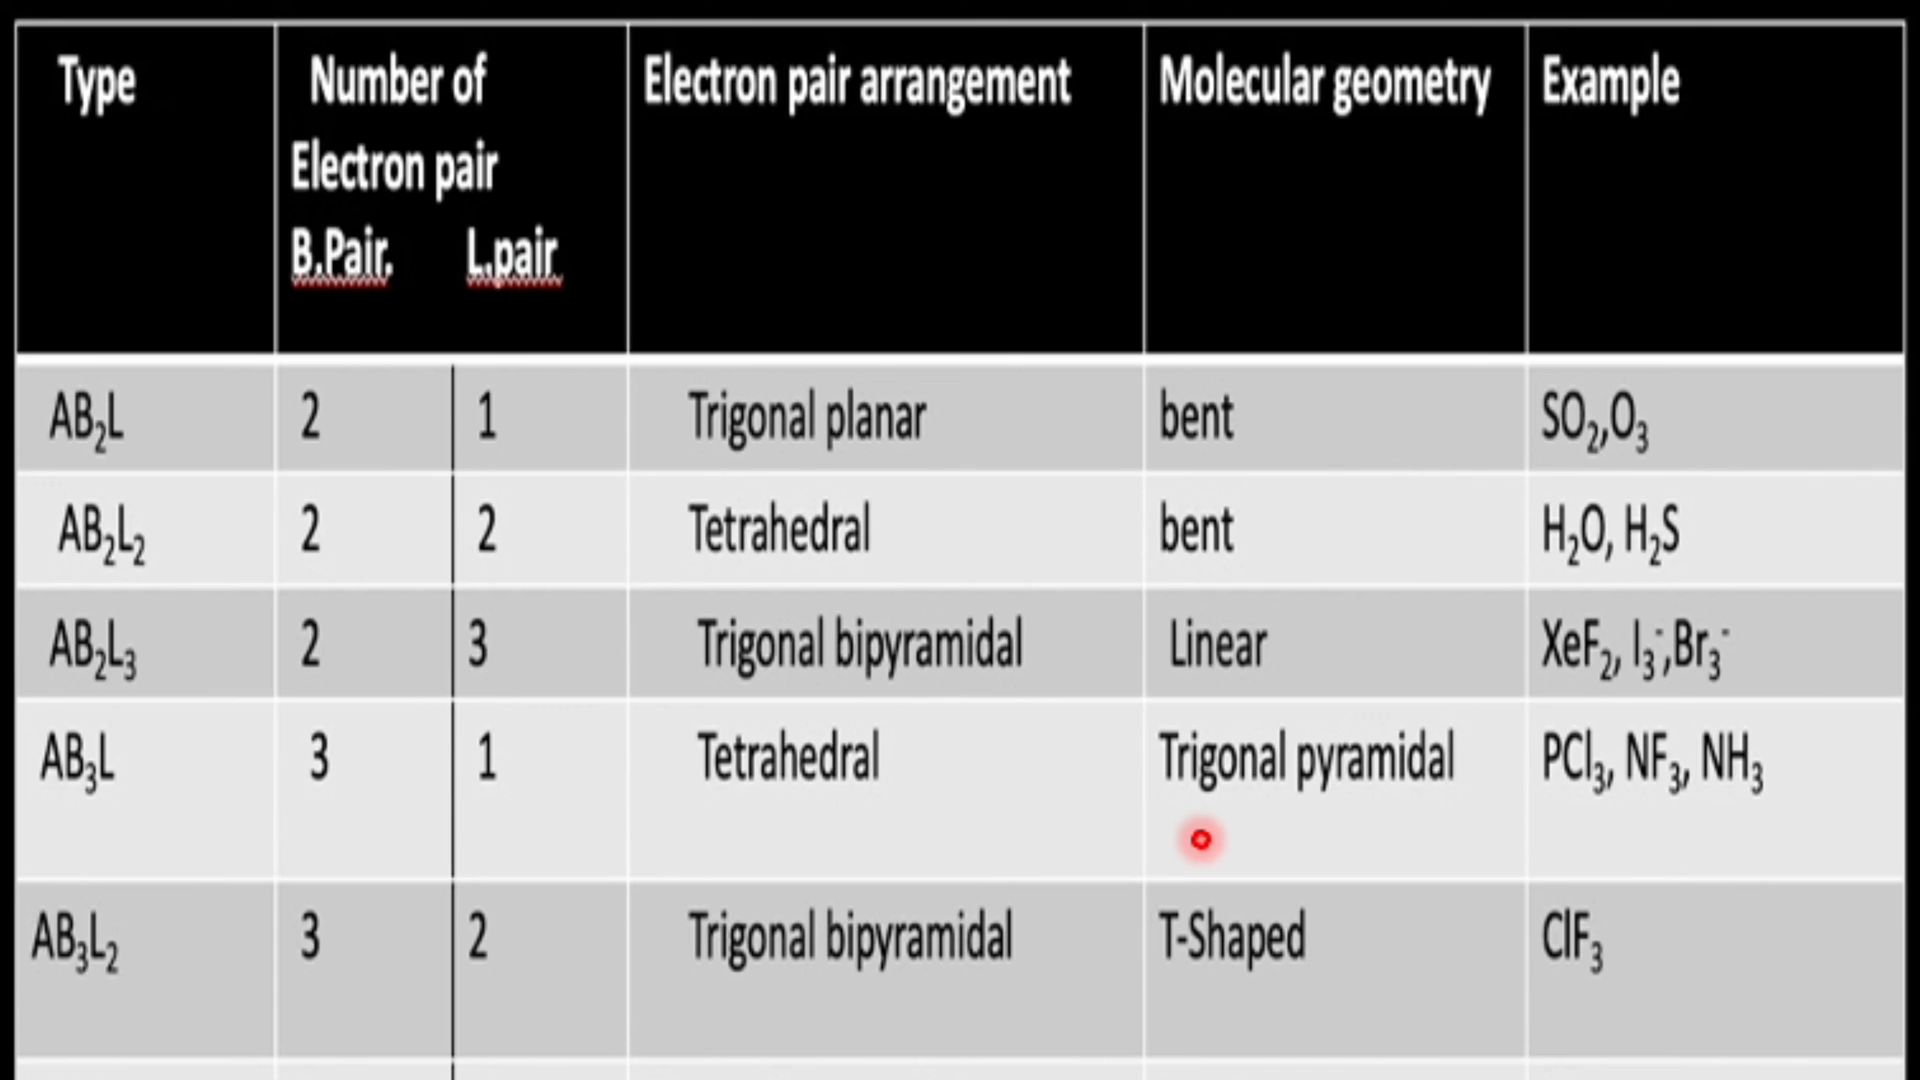 Type Number of Electron pair arrangement Molecular geometry Example
Electron pair
B.Pair. L.pair
AB₂L 2 1 Trigonal planar bent SO₂,O₃
AB₂L₂ 2 2 Tetrahedral bent H₂O, H₂S
AB₂L₃ 2 3 Trigonal bipyramidal Linear XeF₂, I₃⁻,Br₃⁻
AB₃L 3 1 Tetrahedral Trigonal pyramidal PCl₃, NF₃, NH₃
AB₃L₂ 3 2 Trigonal bipyramidal T-Shaped ClF₃